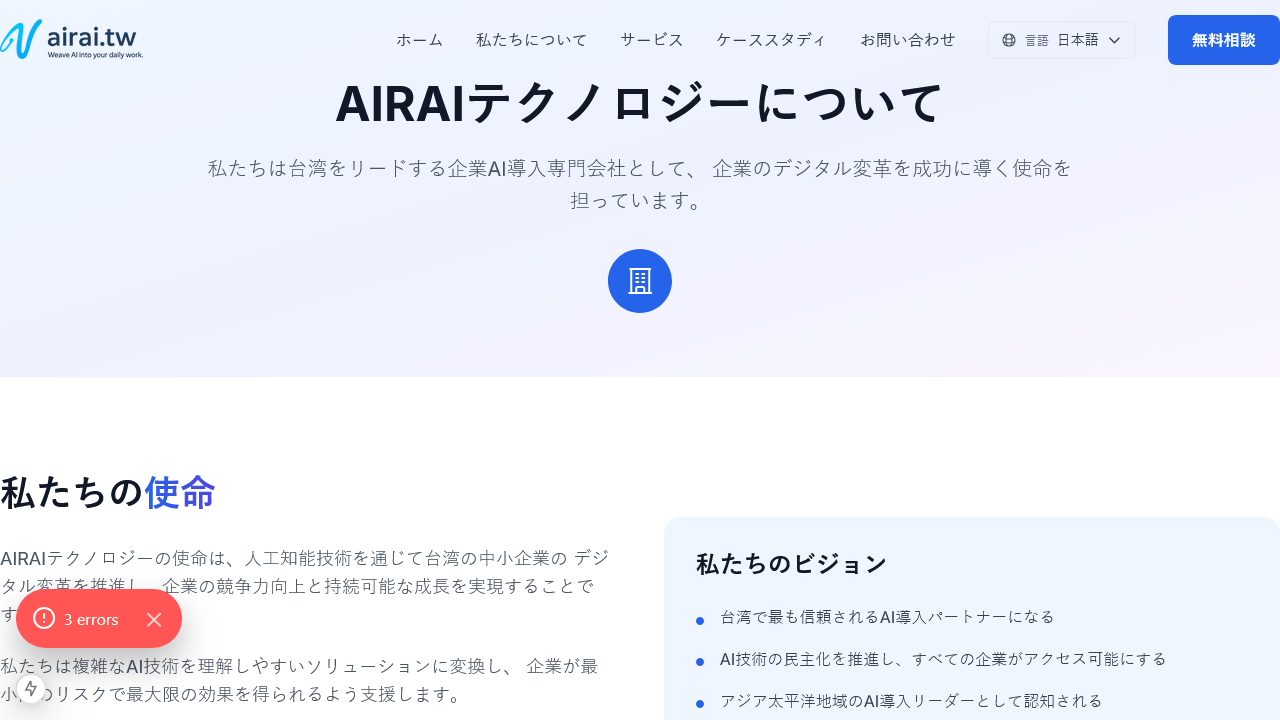 airai.tw
Weave AI into your daily work.
ホーム
私たちについて
サービス
ケーススタディ
お問い合わせ
言語 日本語
無料相談
AIRAIテクノロジーについて
私たちは台湾をリードする企業AI導入専門会社として、 企業のデジタル変革を成功に導く使命を
担っています。
私たちの使命
AIRAIテクノロジーの使命は、人工知能技術を通じて台湾の中小企業の デジ
タル変革を推進し、企業の競争力向上と持続可能な成長を実現することで
す
3 errors
私たちは複雑なAI技術を理解しやすいソリューションに変換し、 企業が最
小 のリスクで最大限の効果を得られるよう支援します。
私たちのビジョン
台湾で最も信頼されるAI導入パートナーになる
AI技術の民主化を推進し、すべての企業がアクセス可能にする
アジア太平洋地域のAI導入リーダーとして認知される